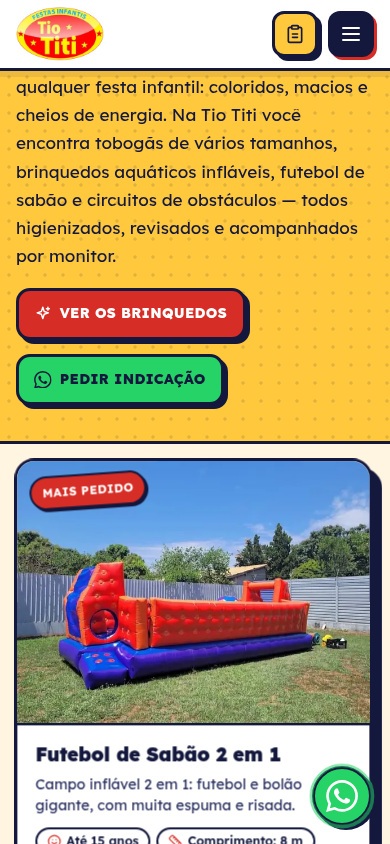 FESTAS INFANTIS
Tio
Titi
qualquer festa infantil: coloridos, macios e
cheios de energia. Na Tio Titi você
encontra tobogãs de vários tamanhos,
brinquedos aquáticos infláveis, futebol de
sabão e circuitos de obstáculos — todos
higienizados, revisados e acompanhados
por monitor.
VER OS BRINQUEDOS
PEDIR INDICAÇÃO
MAIS PEDIDO
Futebol de Sabão 2 em 1
Campo inflável 2 em 1: futebol e bolão
gigante, com muita espuma e risada.
Até 15 anos
Comprimento: 8 m